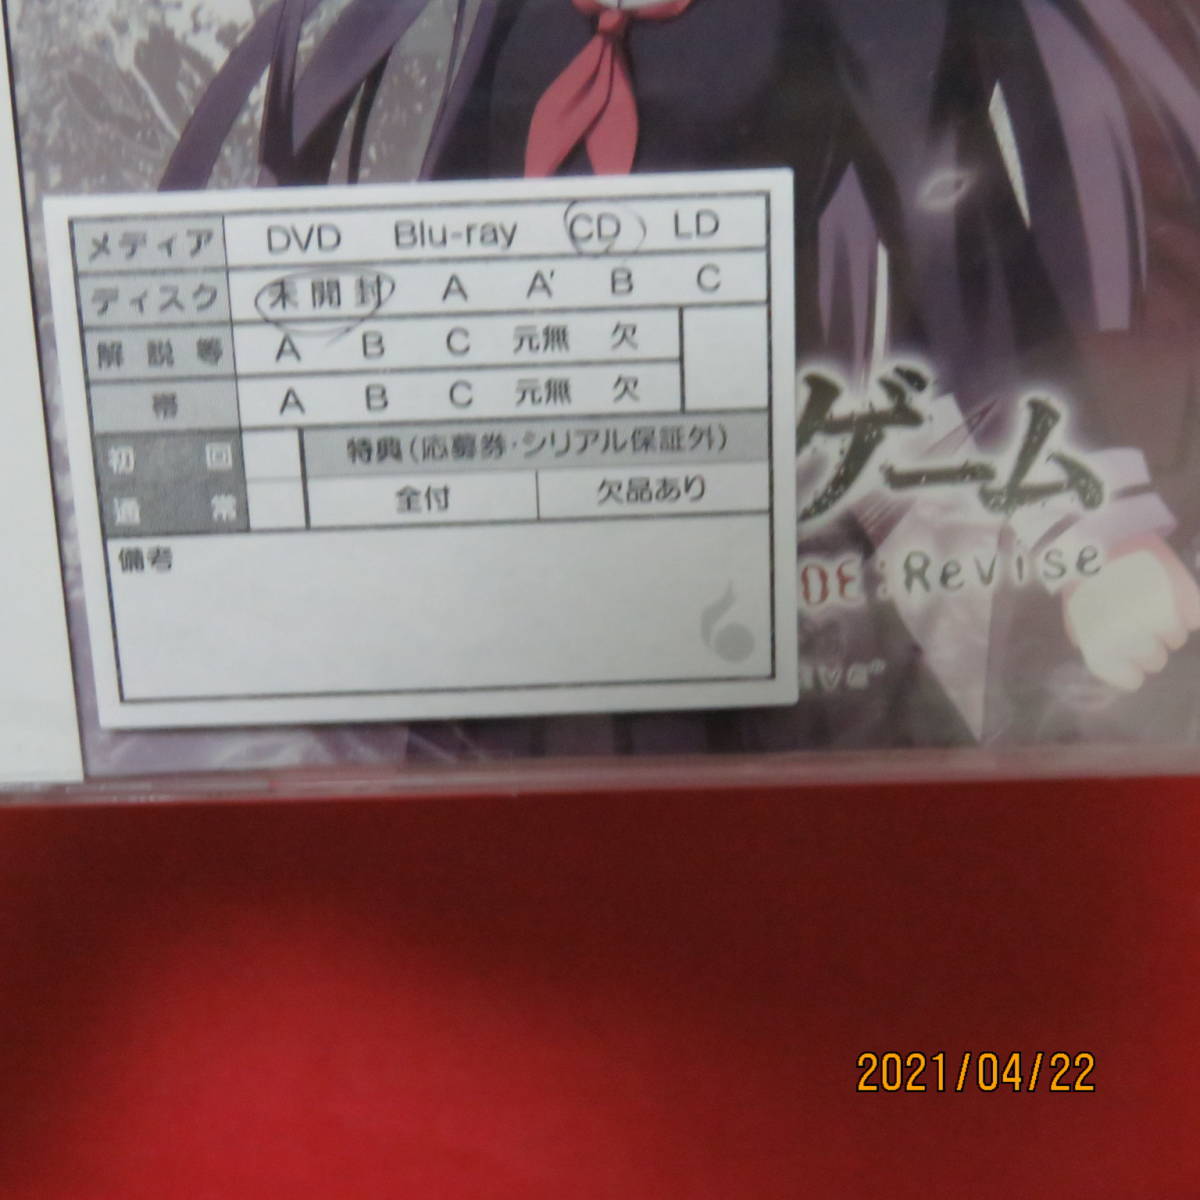 メディア DVD Blu-ray CD LD
ディスク 未開封 A A' B C
解説等 A B C 元無 欠
帯 A B C 元無 欠
初回 特典(応募券・シリアル保証外)
通常 全付 欠品あり
備考
ゲーム
DE:Revise
2021/04/22